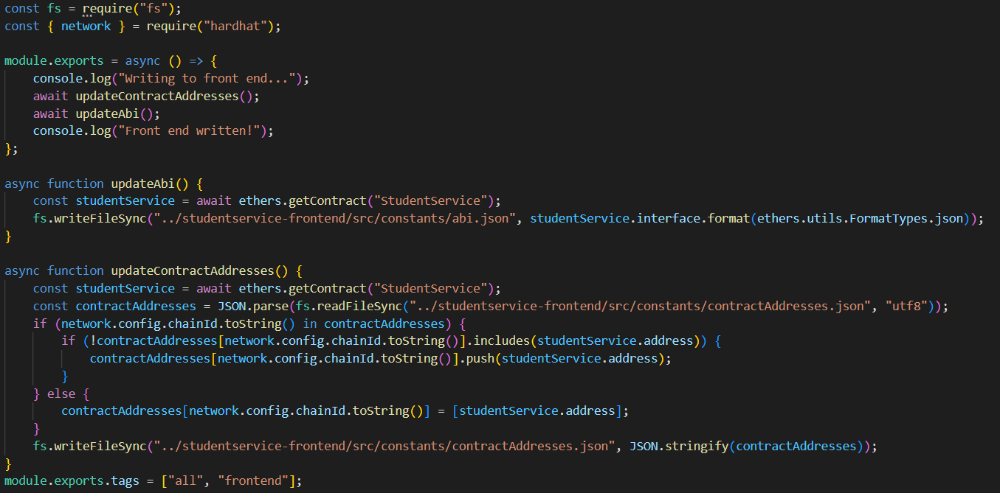 const fs = require("fs");
const { network } = require("hardhat");

module.exports = async () => {
    console.log("Writing to front end...");
    await updateContractAddresses();
    await updateAbi();
    console.log("Front end written!");
};

async function updateAbi() {
    const studentService = await ethers.getContract("StudentService");
    fs.writeFileSync("../studentservice-frontend/src/constants/abi.json", studentService.interface.format(ethers.utils.FormatTypes.json));
}

async function updateContractAddresses() {
    const studentService = await ethers.getContract("StudentService");
    const contractAddresses = JSON.parse(fs.readFileSync("../studentservice-frontend/src/constants/contractAddresses.json", "utf8"));
    if (network.config.chainId.toString() in contractAddresses) {
        if (!contractAddresses[network.config.chainId.toString()].includes(studentService.address)) {
            contractAddresses[network.config.chainId.toString()].push(studentService.address);
        }
    } else {
        contractAddresses[network.config.chainId.toString()] = [studentService.address];
    }
    fs.writeFileSync("../studentservice-frontend/src/constants/contractAddresses.json", JSON.stringify(contractAddresses));
}
module.exports.tags = ["all", "frontend"];